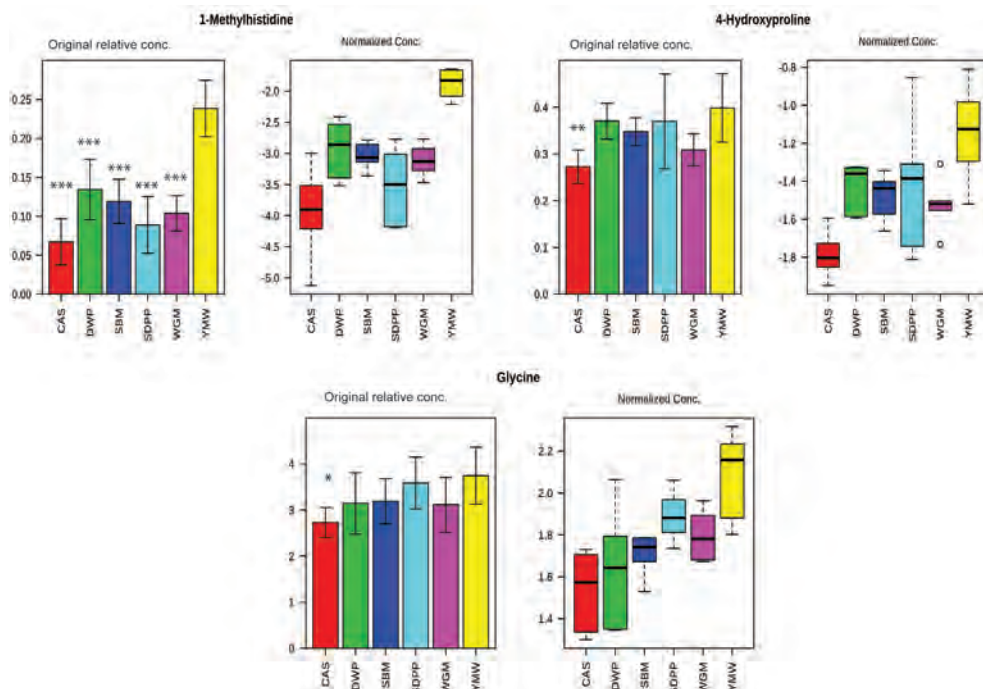 1-Methylhistidine
Original relative conc.
Normalized Conc.
0.25
0.20
0.15
0.10
0.05
0.00
***
***
***
***
***
CAS
DWP
SBM
SDPP
WGM
YMW
-2.0
-2.5
-3.0
-3.5
-4.0
-4.5
-5.0
CAS
DWP
SBM
SDPP
WGM
YMW
4-Hydroxyproline
Original relative conc.
Normalized Conc.
0.4
0.3
0.2
0.1
0.0
**
CAS
DWP
SBM
SDPP
WGM
YMW
-0.8
-1.0
-1.2
-1.4
-1.6
-1.8
CAS
DWP
SBM
SDPP
WGM
YMW
Glycine
Original relative conc.
Normalized Conc.
4
3
2
1
0
*
CAS
DWP
SBM
SDPP
WGM
YMW
2.2
2.0
1.8
1.6
1.4
CAS
DWP
SBM
SDPP
WGM
YMW